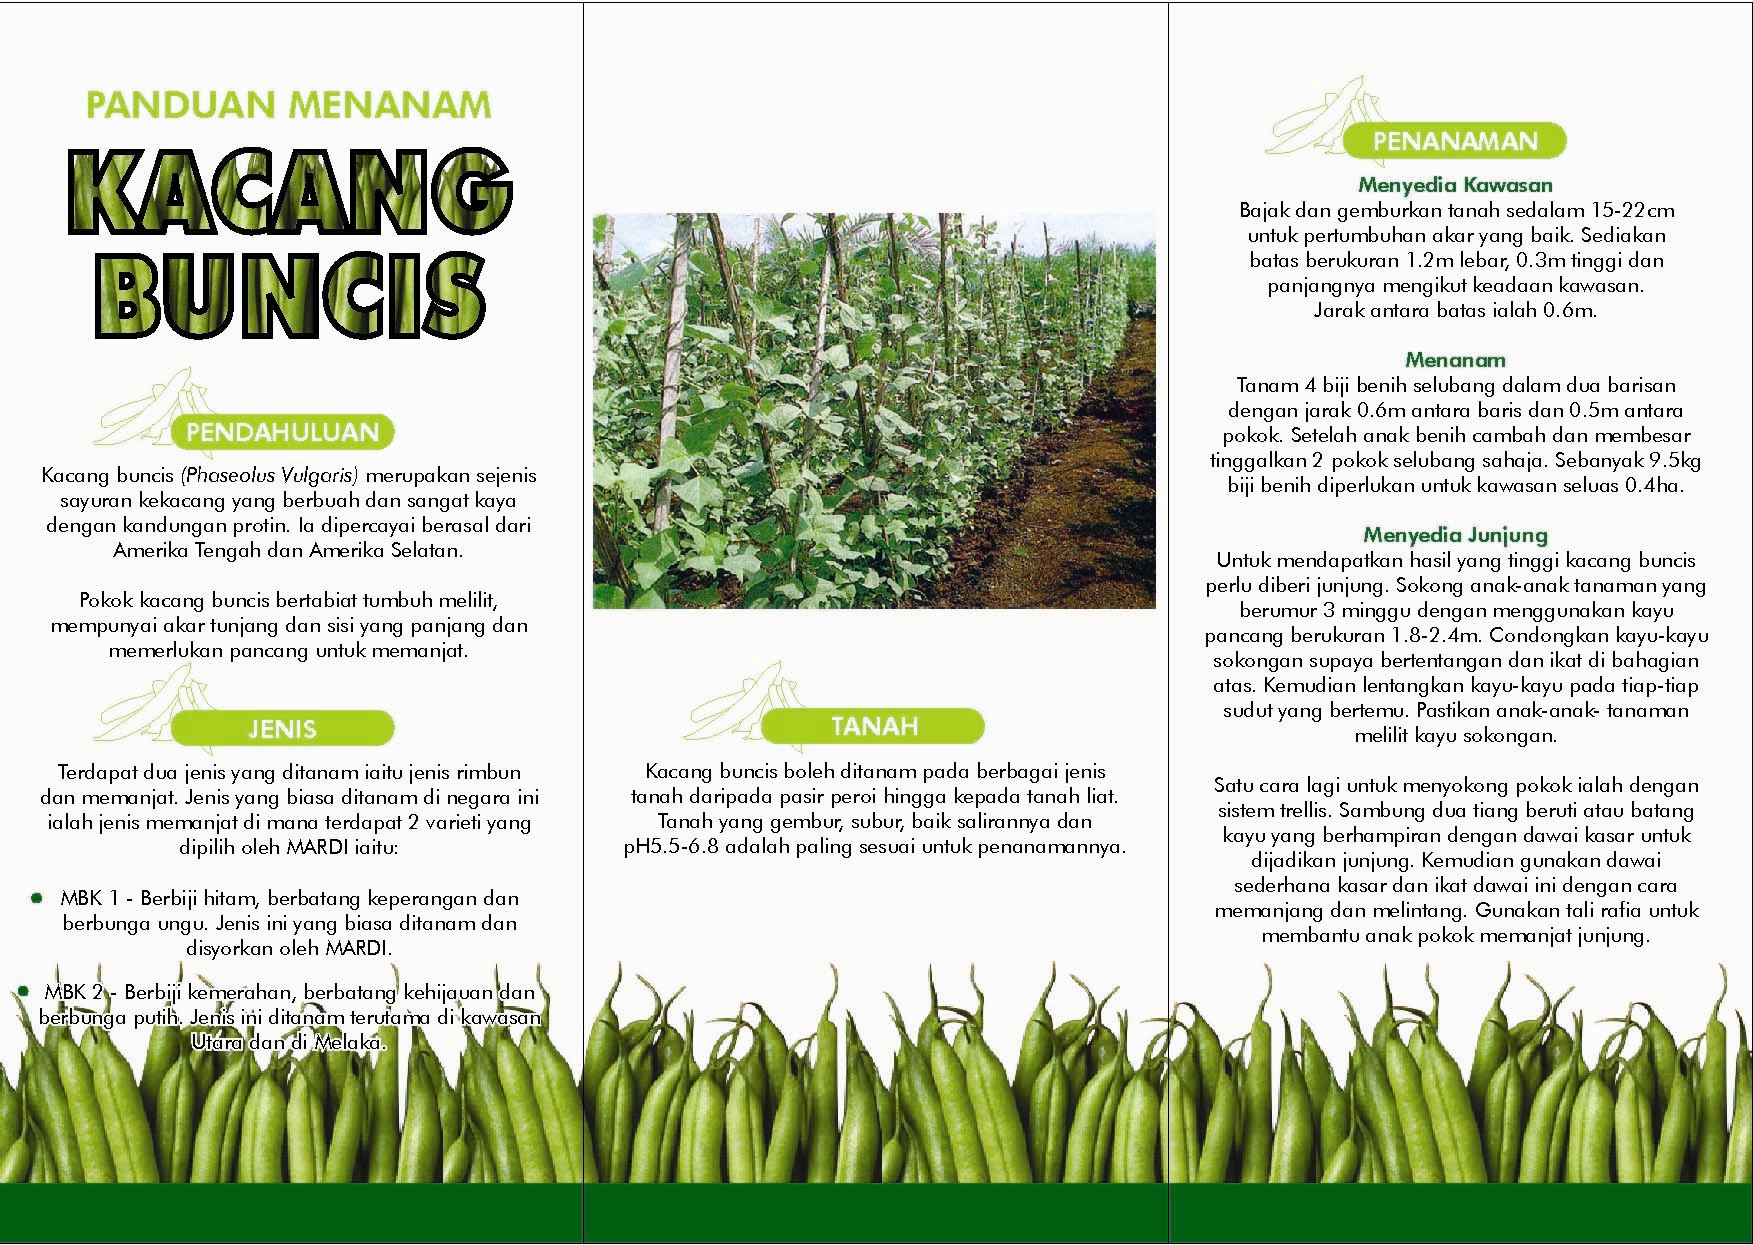 PANDUAN MENANAM
KACANG
BUNCIS
PENDAHULUAN
Kacang buncis (Phaseolus Vulgaris) merupakan sejenis
sayuran kekacang yang berbuah dan sangat kaya
dengan kandungan protin. Ia dipercayai berasal dari
Amerika Tengah dan Amerika Selatan.
Pokok kacang buncis bertabiat tumbuh melilit,
mempunyai akar tunjang dan sisi yang panjang dan
memerlukan pancang untuk memanjat.
JENIS
Terdapat dua jenis yang ditanam iaitu jenis rimbun
dan memanjat. Jenis yang biasa ditanam di negara ini
ialah jenis memanjat di mana terdapat 2 varieti yang
dipilih oleh MARDI iaitu:
• MBK 1 - Berbiji hitam, berbatang keperangan dan
berbunga ungu. Jenis ini yang biasa ditanam dan
disyorkan oleh MARDI.
• MBK 2 - Berbiji kemerahan, berbatang kehijauan dan
berbunga putih. Jenis ini ditanam terutama di kawasan
Utara dan di Melaka.
TANAH
Kacang buncis boleh ditanam pada berbagai jenis
tanah daripada pasir peroi hingga kepada tanah liat.
Tanah yang gembur, subur, baik salirannya dan
pH5.5-6.8 adalah paling sesuai untuk penanamannya.
PENANAMAN
Menyedia Kawasan
Bajak dan gemburkan tanah sedalam 15-22cm
untuk pertumbuhan akar yang baik. Sediakan
batas berukuran 1.2m lebar, 0.3m tinggi dan
panjangnya mengikut keadaan kawasan.
Jarak antara batas ialah 0.6m.
Menanam
Tanam 4 biji benih selubang dalam dua barisan
dengan jarak 0.6m antara baris dan 0.5m antara
pokok. Setelah anak benih cambah dan membesar
tinggalkan 2 pokok selubang sahaja. Sebanyak 9.5kg
biji benih diperlukan untuk kawasan seluas 0.4ha.
Menyedia Junjung
Untuk mendapatkan hasil yang tinggi kacang buncis
perlu diberi junjung. Sokong anak-anak tanaman yang
berumur 3 minggu dengan menggunakan kayu
pancang berukuran 1.8-2.4m. Condongkan kayu-kayu
sokongan supaya bertentangan dan ikat di bahagian
atas. Kemudian lentangkan kayu-kayu pada tiap-tiap
sudut yang bertemu. Pastikan anak-anak- tanaman
melilit kayu sokongan.
Satu cara lagi untuk menyokong pokok ialah dengan
sistem trellis. Sambung dua tiang beruti atau batang
kayu yang berhampiran dengan dawai kasar untuk
dijadikan junjung. Kemudian gunakan dawai
sederhana kasar dan ikat dawai ini dengan cara
memanjang dan melintang. Gunakan tali rafia untuk
membantu anak pokok memanjat junjung.